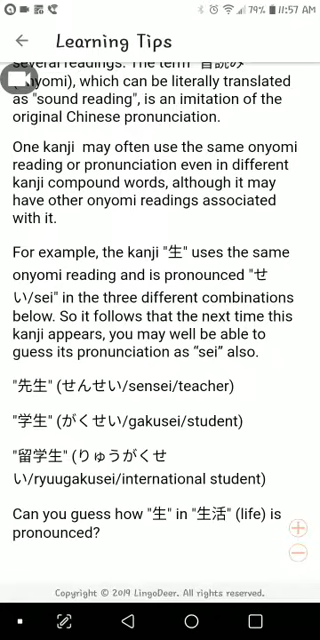 79% 11:57 AM
Learning Tips
several readings. The term "音読み
nyomi), which can be literally translated
as "sound reading", is an imitation of the
original Chinese pronunciation.
One kanji may often use the same onyomi
reading or pronunciation even in different
kanji compound words, although it may
have other onyomi readings associated
with it.
For example, the kanji "生" uses the same
onyomi reading and is pronounced "せ
い/sei" in the three different combinations
below. So it follows that the next time this
kanji appears, you may well be able to
guess its pronunciation as “sei” also.
"先生" (せんせい/sensei/teacher)
"学生" (がくせい/gakusei/student)
"留学生" (りゅうがくせ
い/ryuugakusei/international student)
Can you guess how "生" in "生活" (life) is
pronounced?
Copyright © 2019 LingoDeer. All rights reserved.